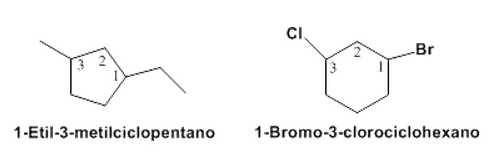 Cl
Br
3 2 1
3 2 1
1-Etil-3-metilciclopentano
1-Bromo-3-clorociclohexano